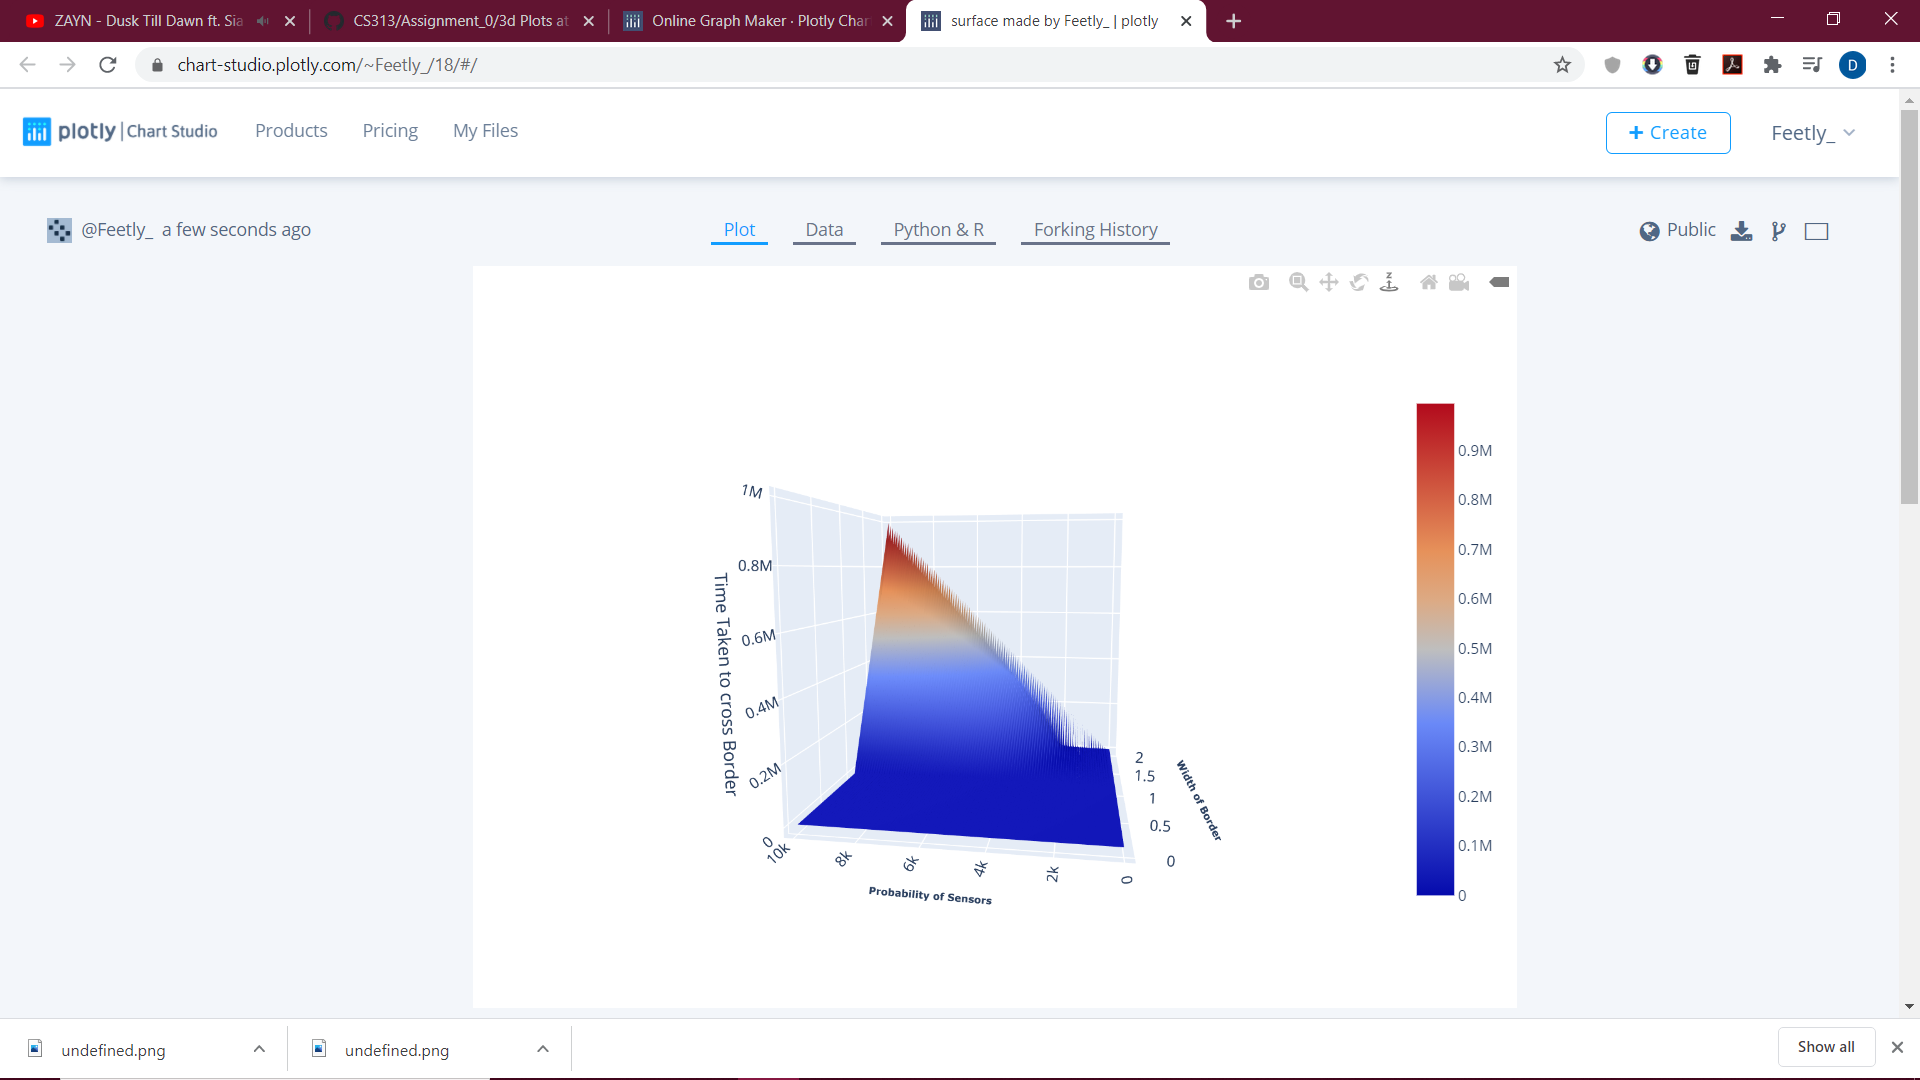 ZAYN - Dusk Till Dawn ft. Sia
CS313/Assignment_0/3d Plots at
Online Graph Maker · Plotly Char
surface made by Feetly_ | plotly
chart-studio.plotly.com/~Feetly_/18/#/
D
plotly | Chart Studio
Products
Pricing
My Files
+ Create
Feetly_
@Feetly_ a few seconds ago
Plot
Data
Python & R
Forking History
Public
z
0.9M
0.8M
0.7M
0.6M
0.5M
0.4M
0.3M
0.2M
0.1M
0
1M
0.8M
0.6M
0.4M
0.2M
0
Time Taken to cross Border
10k
8k
6k
4k
2k
0
Probability of Sensors
2
1.5
1
0.5
0
Width of Border
undefined.png
undefined.png
Show all